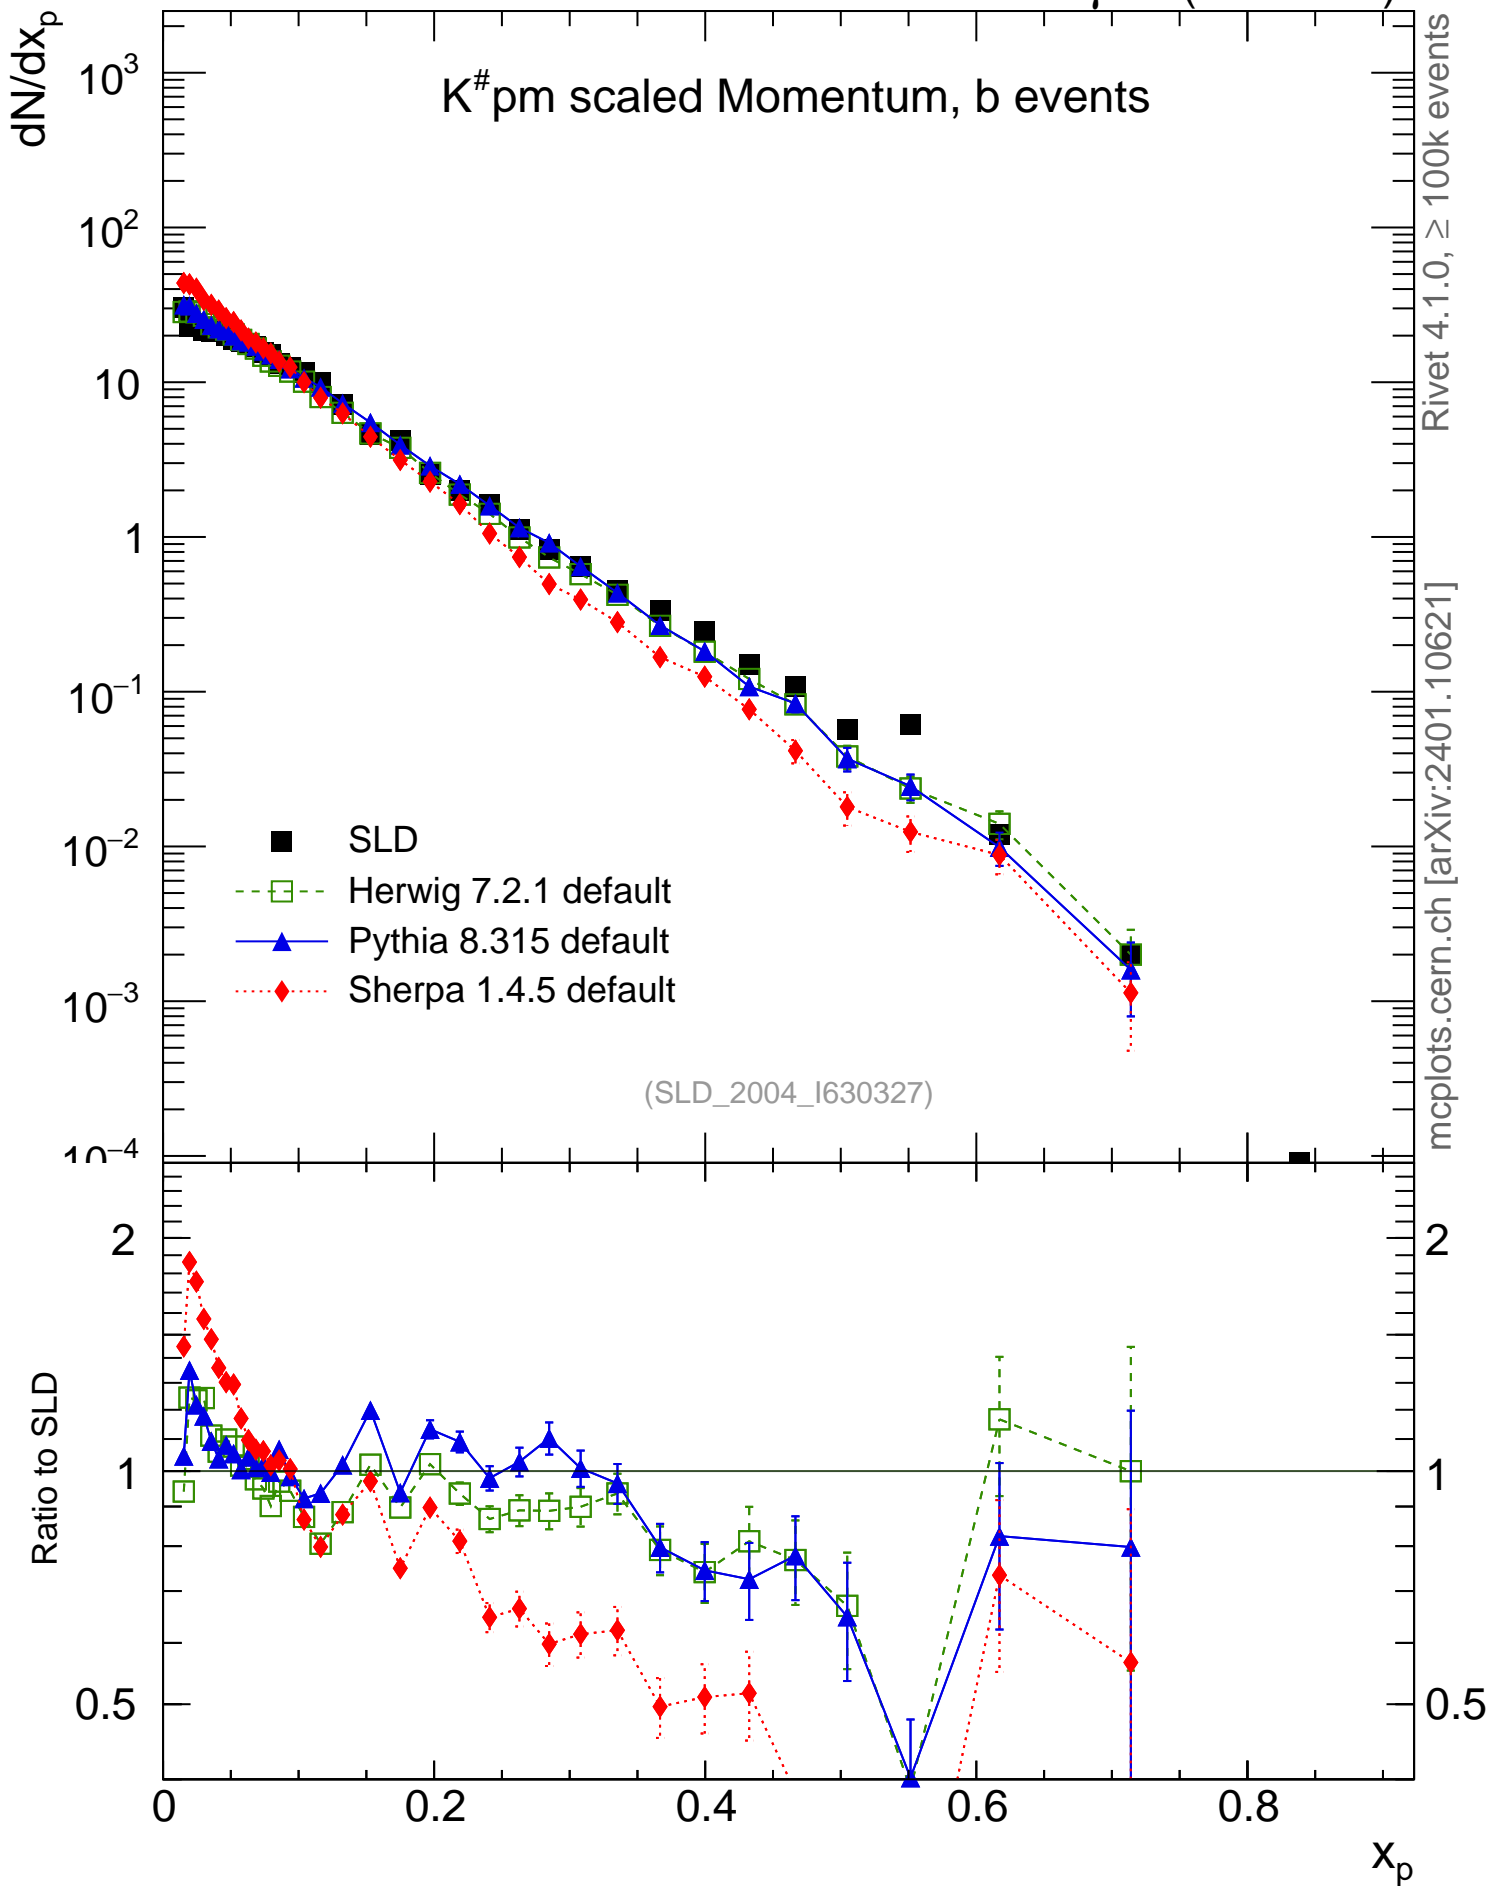 dN/dx_p
K^#pm scaled Momentum, b events
10^3
10^2
10
1
10^−1
10^−2
10^−3
10^−4
SLD
Herwig 7.2.1 default
Pythia 8.315 default
Sherpa 1.4.5 default
(SLD_2004_I630327)
Rivet 4.1.0, ≥ 100k events
mcplots.cern.ch [arXiv:2401.10621]
Ratio to SLD
2
1
0.5
2
1
0.5
0 0.2 0.4 0.6 0.8
x_p